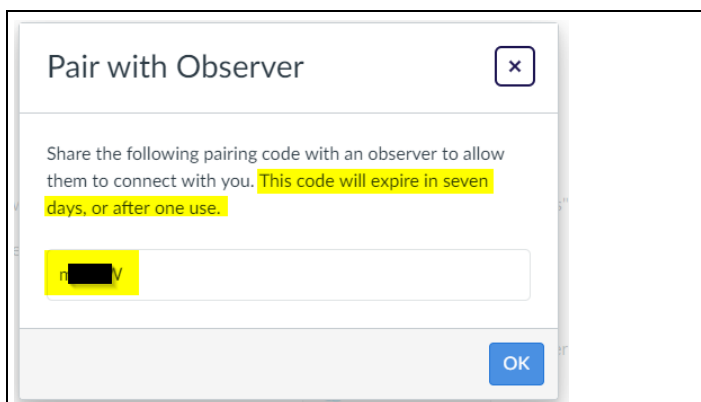 Pair with Observer
×
Share the following pairing code with an observer to allow
them to connect with you. This code will expire in seven
days, or after one use.
OK